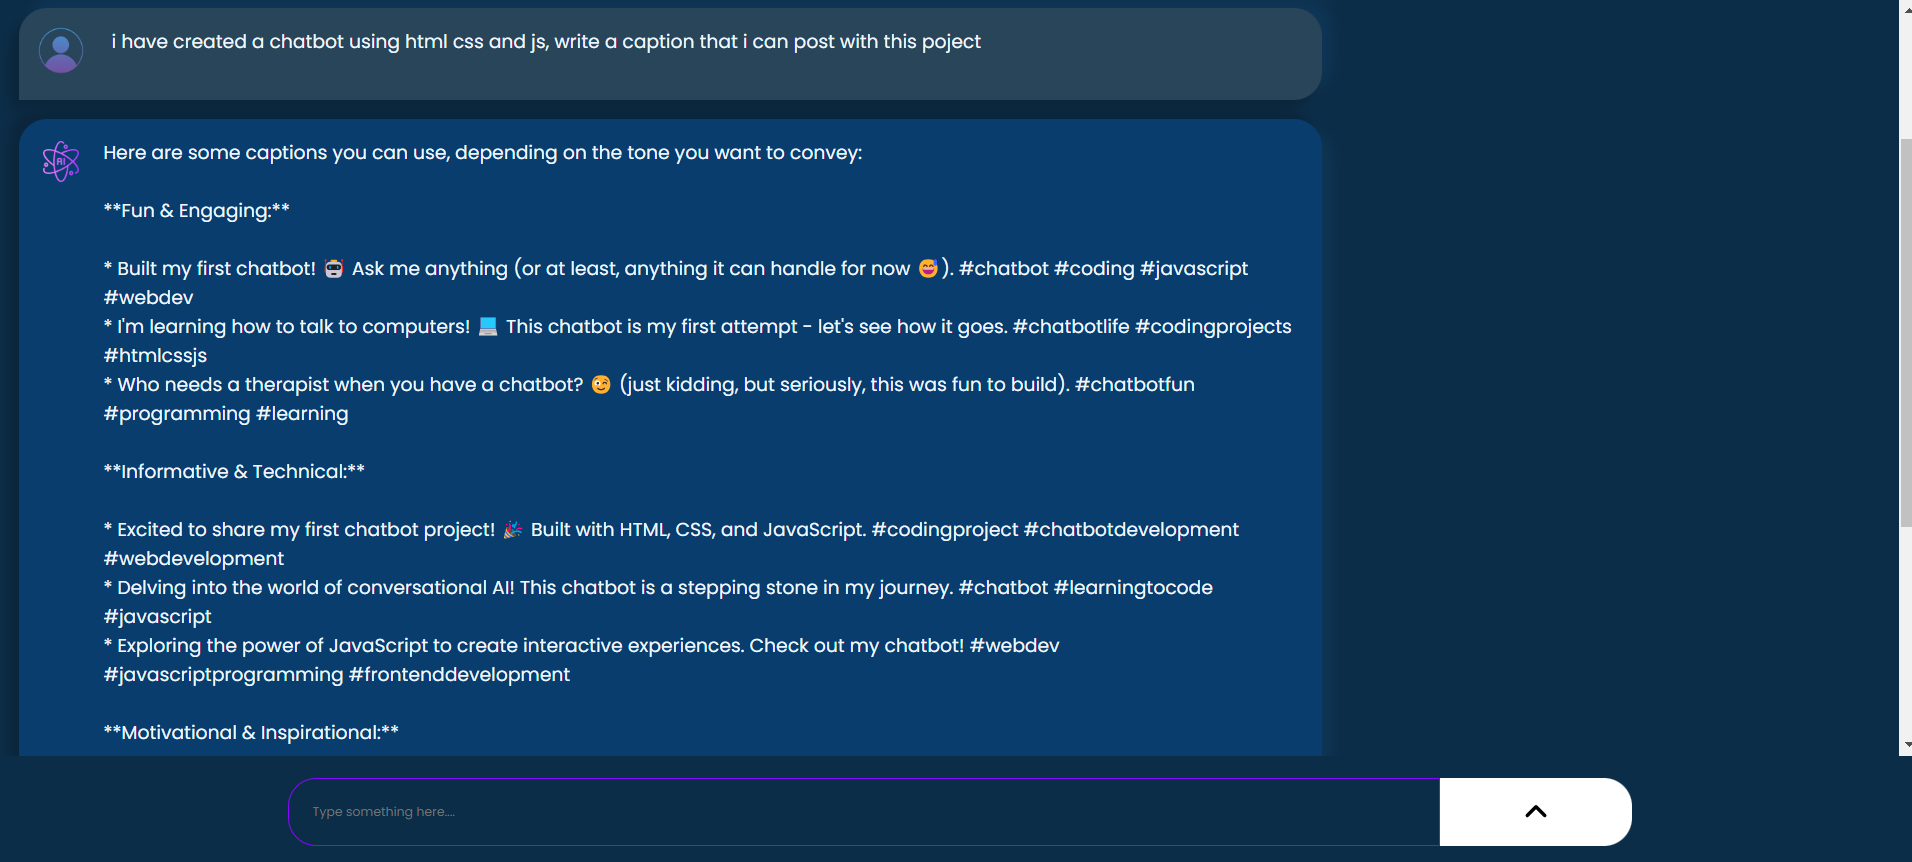 i have created a chatbot using html css and js, write a caption that i can post with this poject
AI
Here are some captions you can use, depending on the tone you want to convey:
**Fun & Engaging:**
* Built my first chatbot! 🤖 Ask me anything (or at least, anything it can handle for now 😅). #chatbot #coding #javascript
#webdev
* I'm learning how to talk to computers! 💻 This chatbot is my first attempt - let's see how it goes. #chatbotlife #codingprojects
#htmlcssjs
* Who needs a therapist when you have a chatbot? 😉 (just kidding, but seriously, this was fun to build). #chatbotfun
#programming #learning
**Informative & Technical:**
* Excited to share my first chatbot project! 🎉 Built with HTML, CSS, and JavaScript. #codingproject #chatbotdevelopment
#webdevelopment
* Delving into the world of conversational AI! This chatbot is a stepping stone in my journey. #chatbot #learningtocode
#javascript
* Exploring the power of JavaScript to create interactive experiences. Check out my chatbot! #webdev
#javascriptprogramming #frontenddevelopment
**Motivational & Inspirational:**
Type something here....